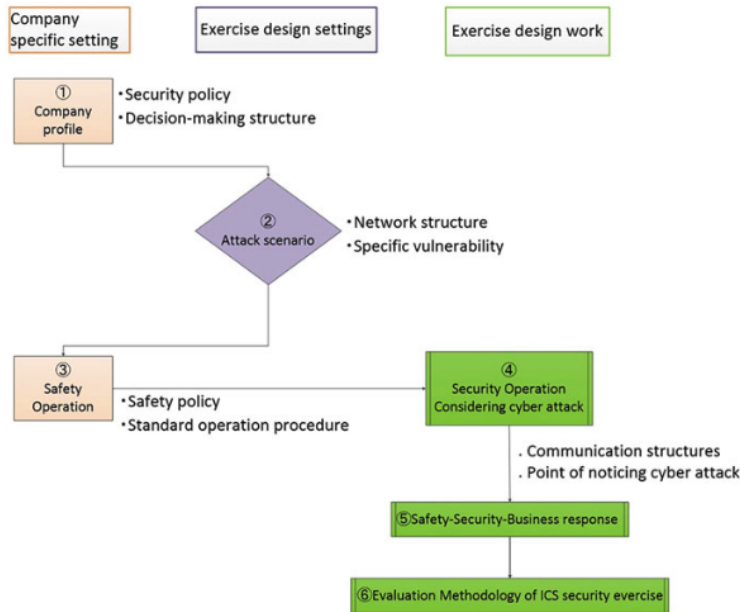 Company
specific setting
Exercise design settings
Exercise design work
①
Company
profile
・Security policy
・Decision-making structure
②
Attack scenario
・Network structure
・Specific vulnerability
③
Safety
Operation
・Safety policy
・Standard operation procedure
④
Security Operation
Considering cyber attack
. Communication structures
. Point of noticing cyber attack
⑤Safety-Security-Business response
⑥Evaluation Methodology of ICS security evercise